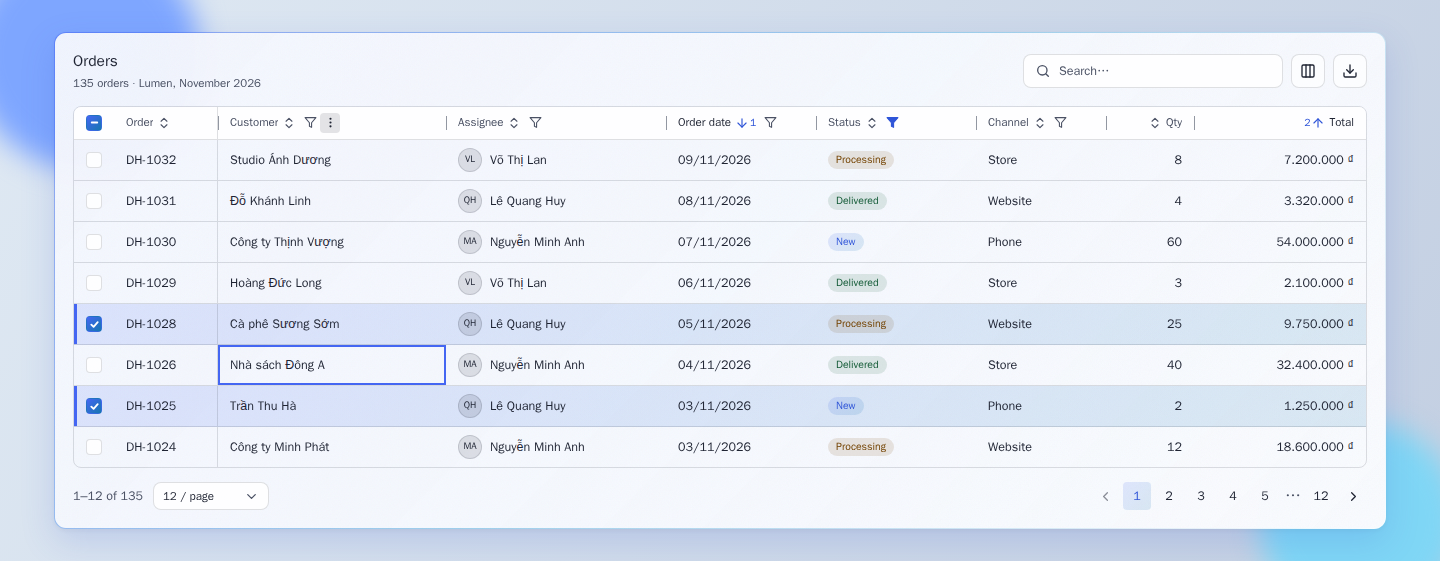 Orders
135 orders · Lumen, November 2026
Search⋯
Order Customer Assignee Order date 1 Status Channel Qty 2 Total
DH-1032 Studio Ánh Dương VL Võ Thị Lan 09/11/2026 Processing Store 8 7.200.000 ₫
DH-1031 Đỗ Khánh Linh QH Lê Quang Huy 08/11/2026 Delivered Website 4 3.320.000 ₫
DH-1030 Công ty Thịnh Vượng MA Nguyễn Minh Anh 07/11/2026 New Phone 60 54.000.000 ₫
DH-1029 Hoàng Đức Long VL Võ Thị Lan 06/11/2026 Delivered Store 3 2.100.000 ₫
DH-1028 Cà phê Sương Sớm QH Lê Quang Huy 05/11/2026 Processing Website 25 9.750.000 ₫
DH-1026 Nhà sách Đông A MA Nguyễn Minh Anh 04/11/2026 Delivered Store 40 32.400.000 ₫
DH-1025 Trần Thu Hà QH Lê Quang Huy 03/11/2026 New Phone 2 1.250.000 ₫
DH-1024 Công ty Minh Phát MA Nguyễn Minh Anh 03/11/2026 Processing Website 12 18.600.000 ₫
1–12 of 135 12 / page 1 2 3 4 5 ⋯ 12